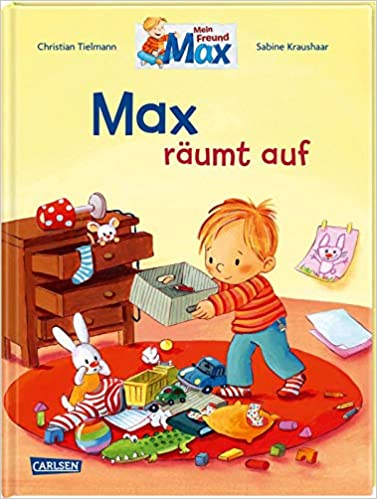 Christian Tielmann
Mein
Freund
Max
Sabine Kraushaar
Max
räumt auf
CARLSEN